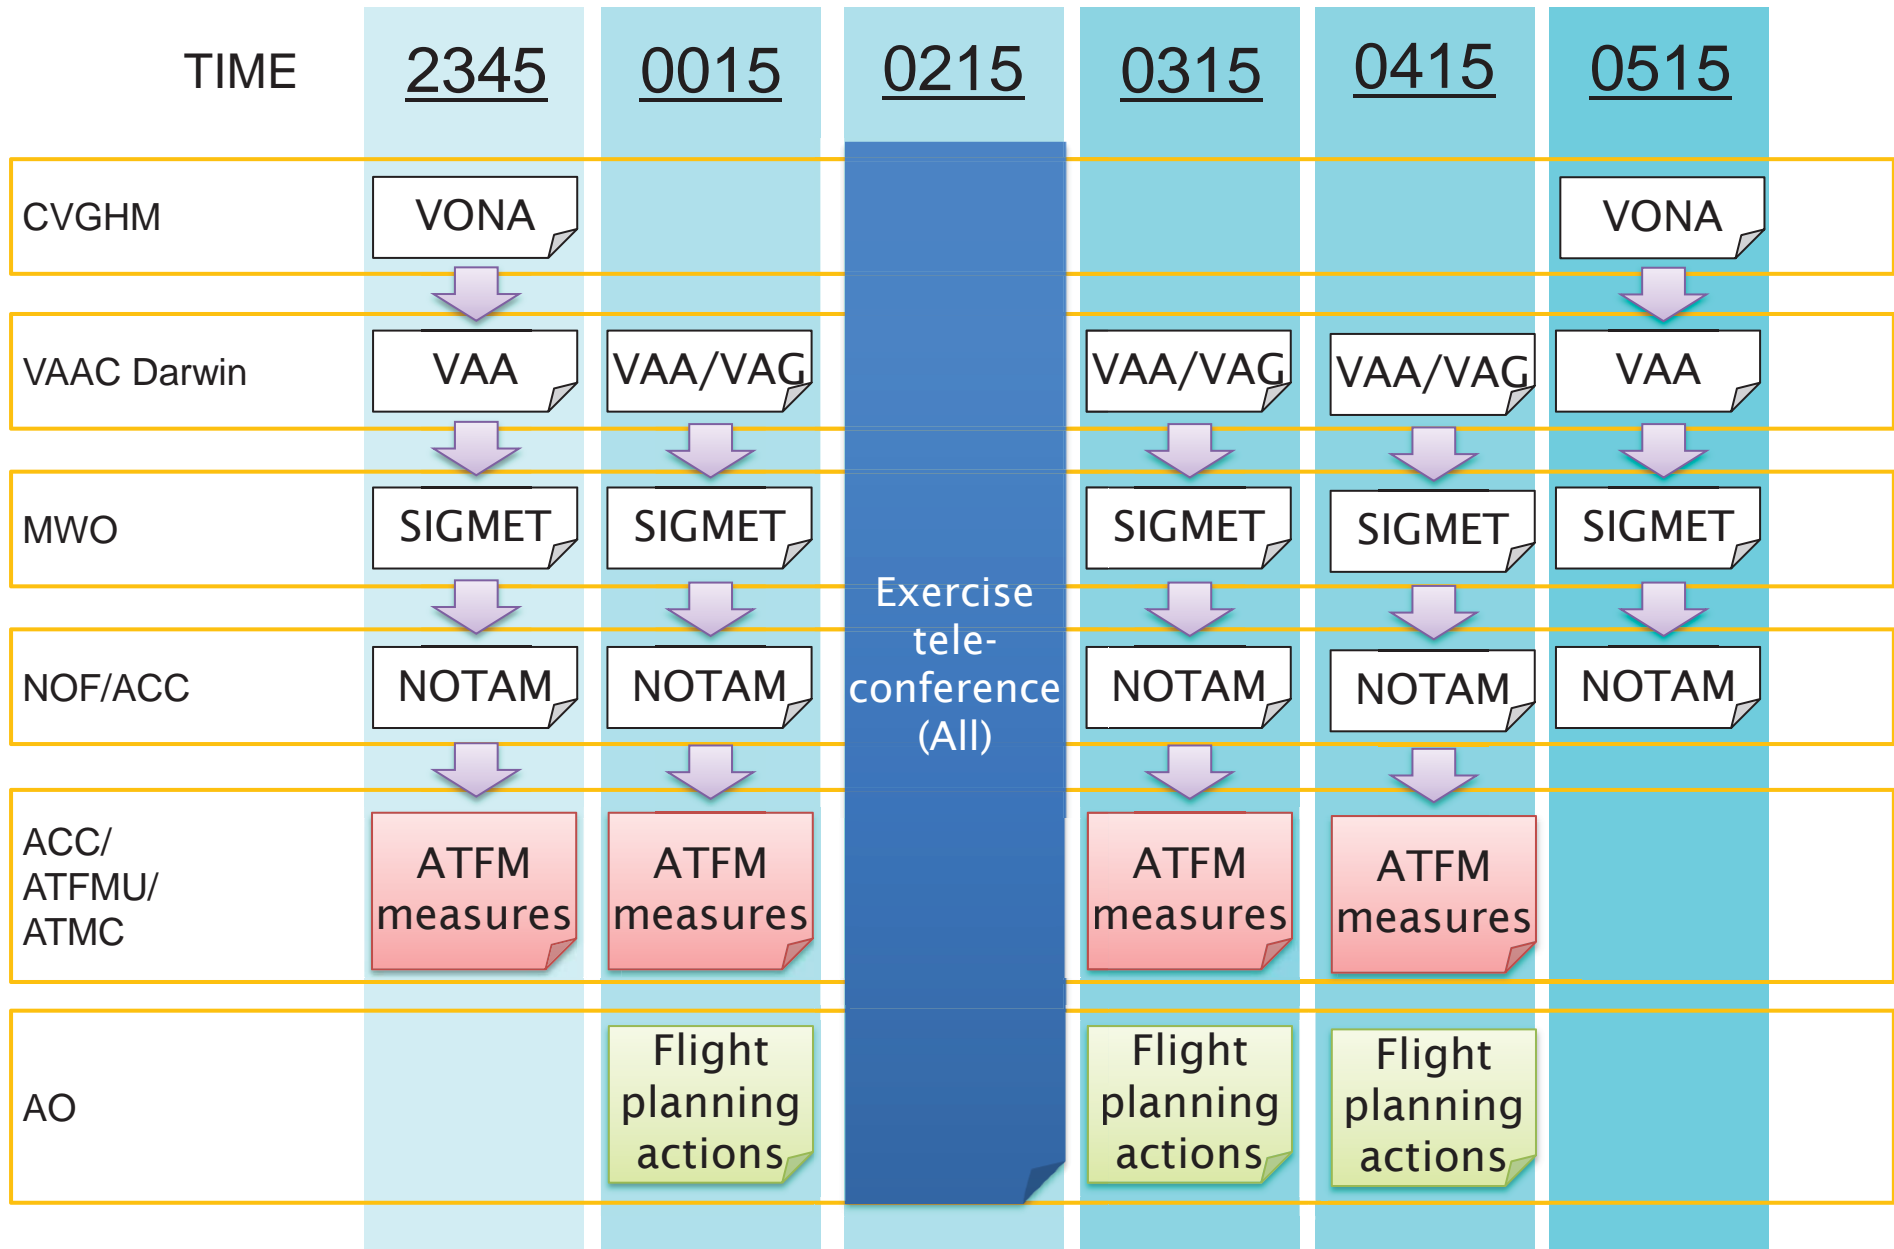 TIME 2345 0015 0215 0315 0415 0515
CVGHM VONA VONA
VAAC Darwin VAA VAA/VAG VAA/VAG VAA/VAG VAA
MWO SIGMET SIGMET SIGMET SIGMET SIGMET
NOF/ACC NOTAM NOTAM NOTAM NOTAM NOTAM
Exercise
tele-
conference
(All)
ACC/
ATFMU/
ATMC
ATFM
measures
ATFM
measures
ATFM
measures
ATFM
measures
AO
Flight
planning
actions
Flight
planning
actions
Flight
planning
actions